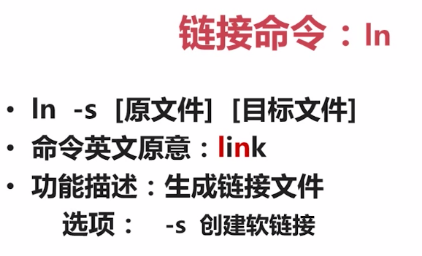 链接命令：ln
• ln -s [原文件] [目标文件]
• 命令英文原意：link
• 功能描述：生成链接文件
选项： -s 创建软链接